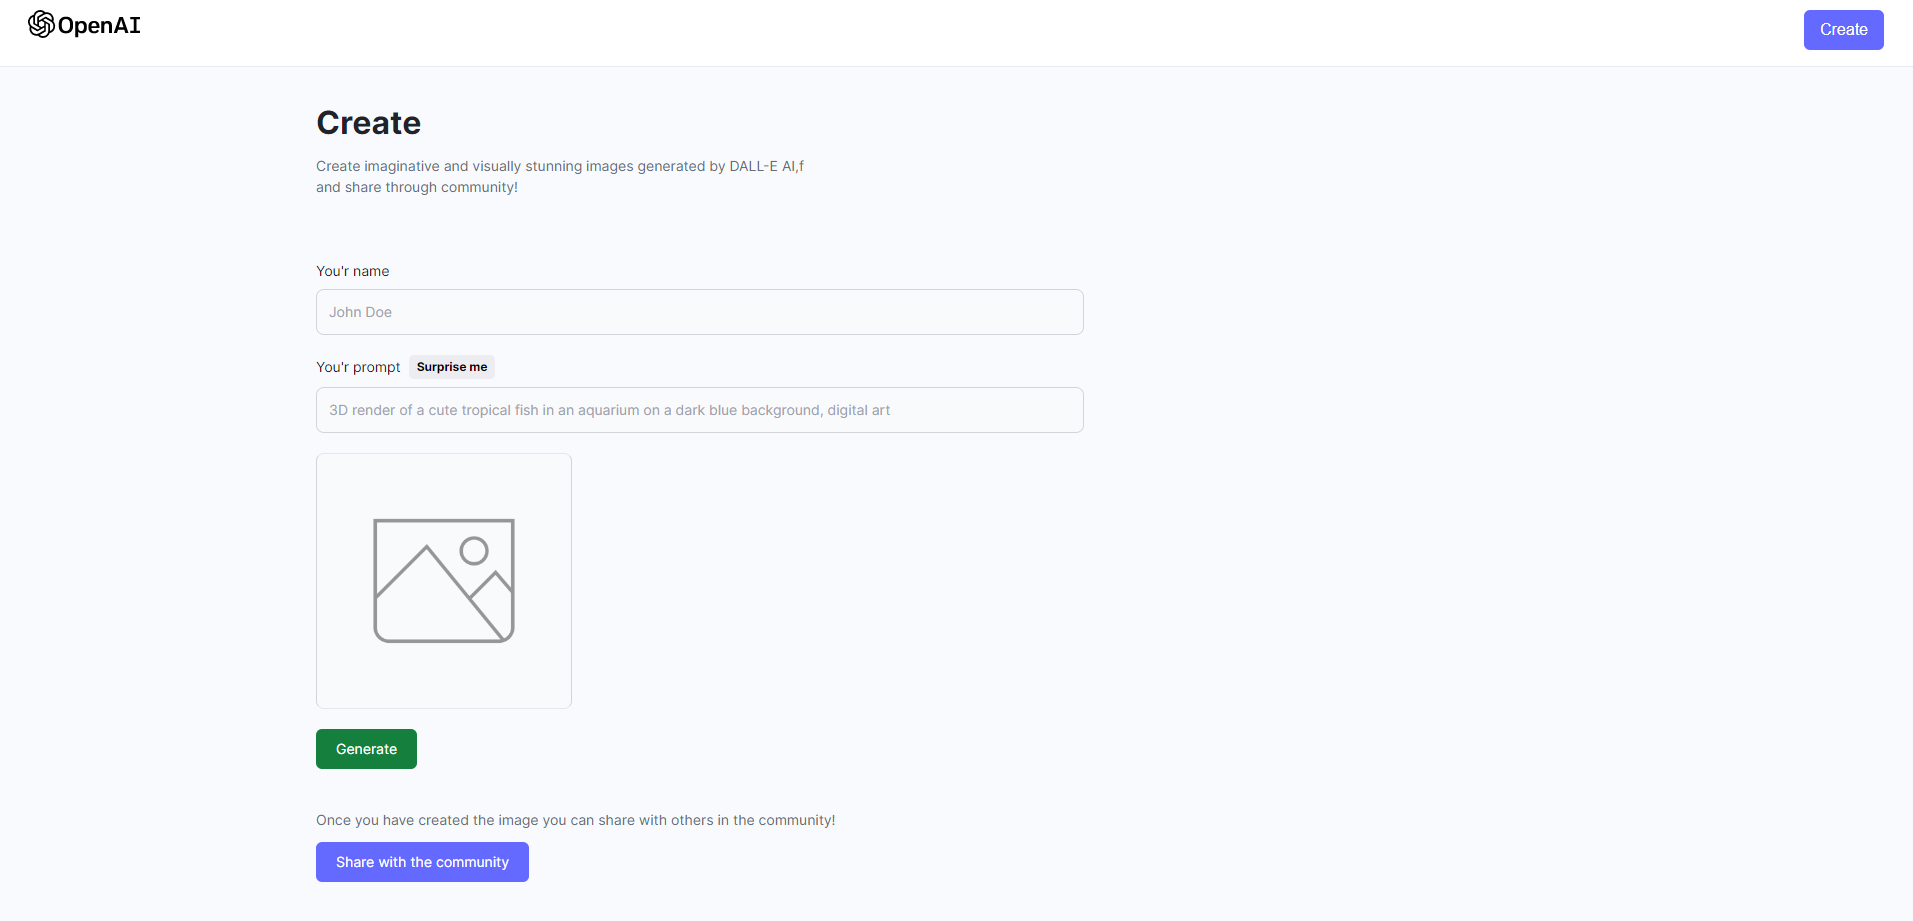 OpenAI
Create
Create
Create imaginative and visually stunning images generated by DALL-E AI,f
and share through community!
You'r name
John Doe
You'r prompt Surprise me
3D render of a cute tropical fish in an aquarium on a dark blue background, digital art
Generate
Once you have created the image you can share with others in the community!
Share with the community